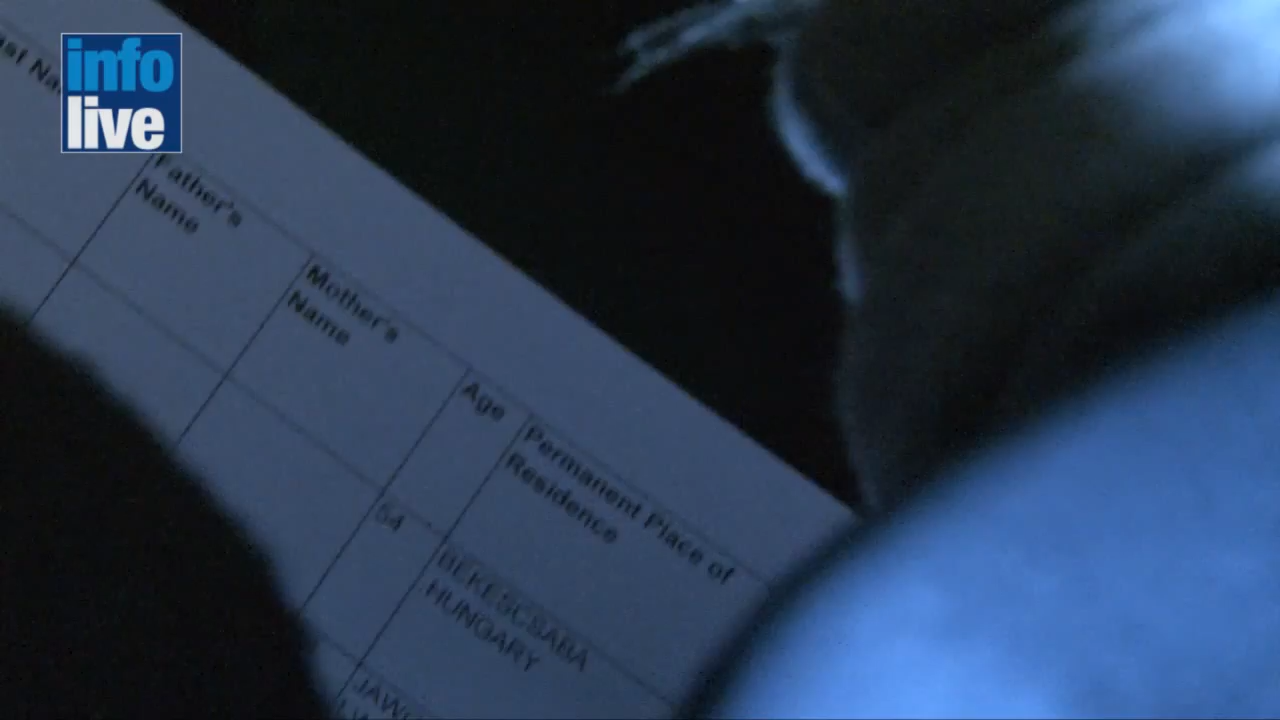 info
live
Father's
Name
Mother's
Name
Age
Permanent Place of
Residence
54
BEKESCSABA
HUNGARY